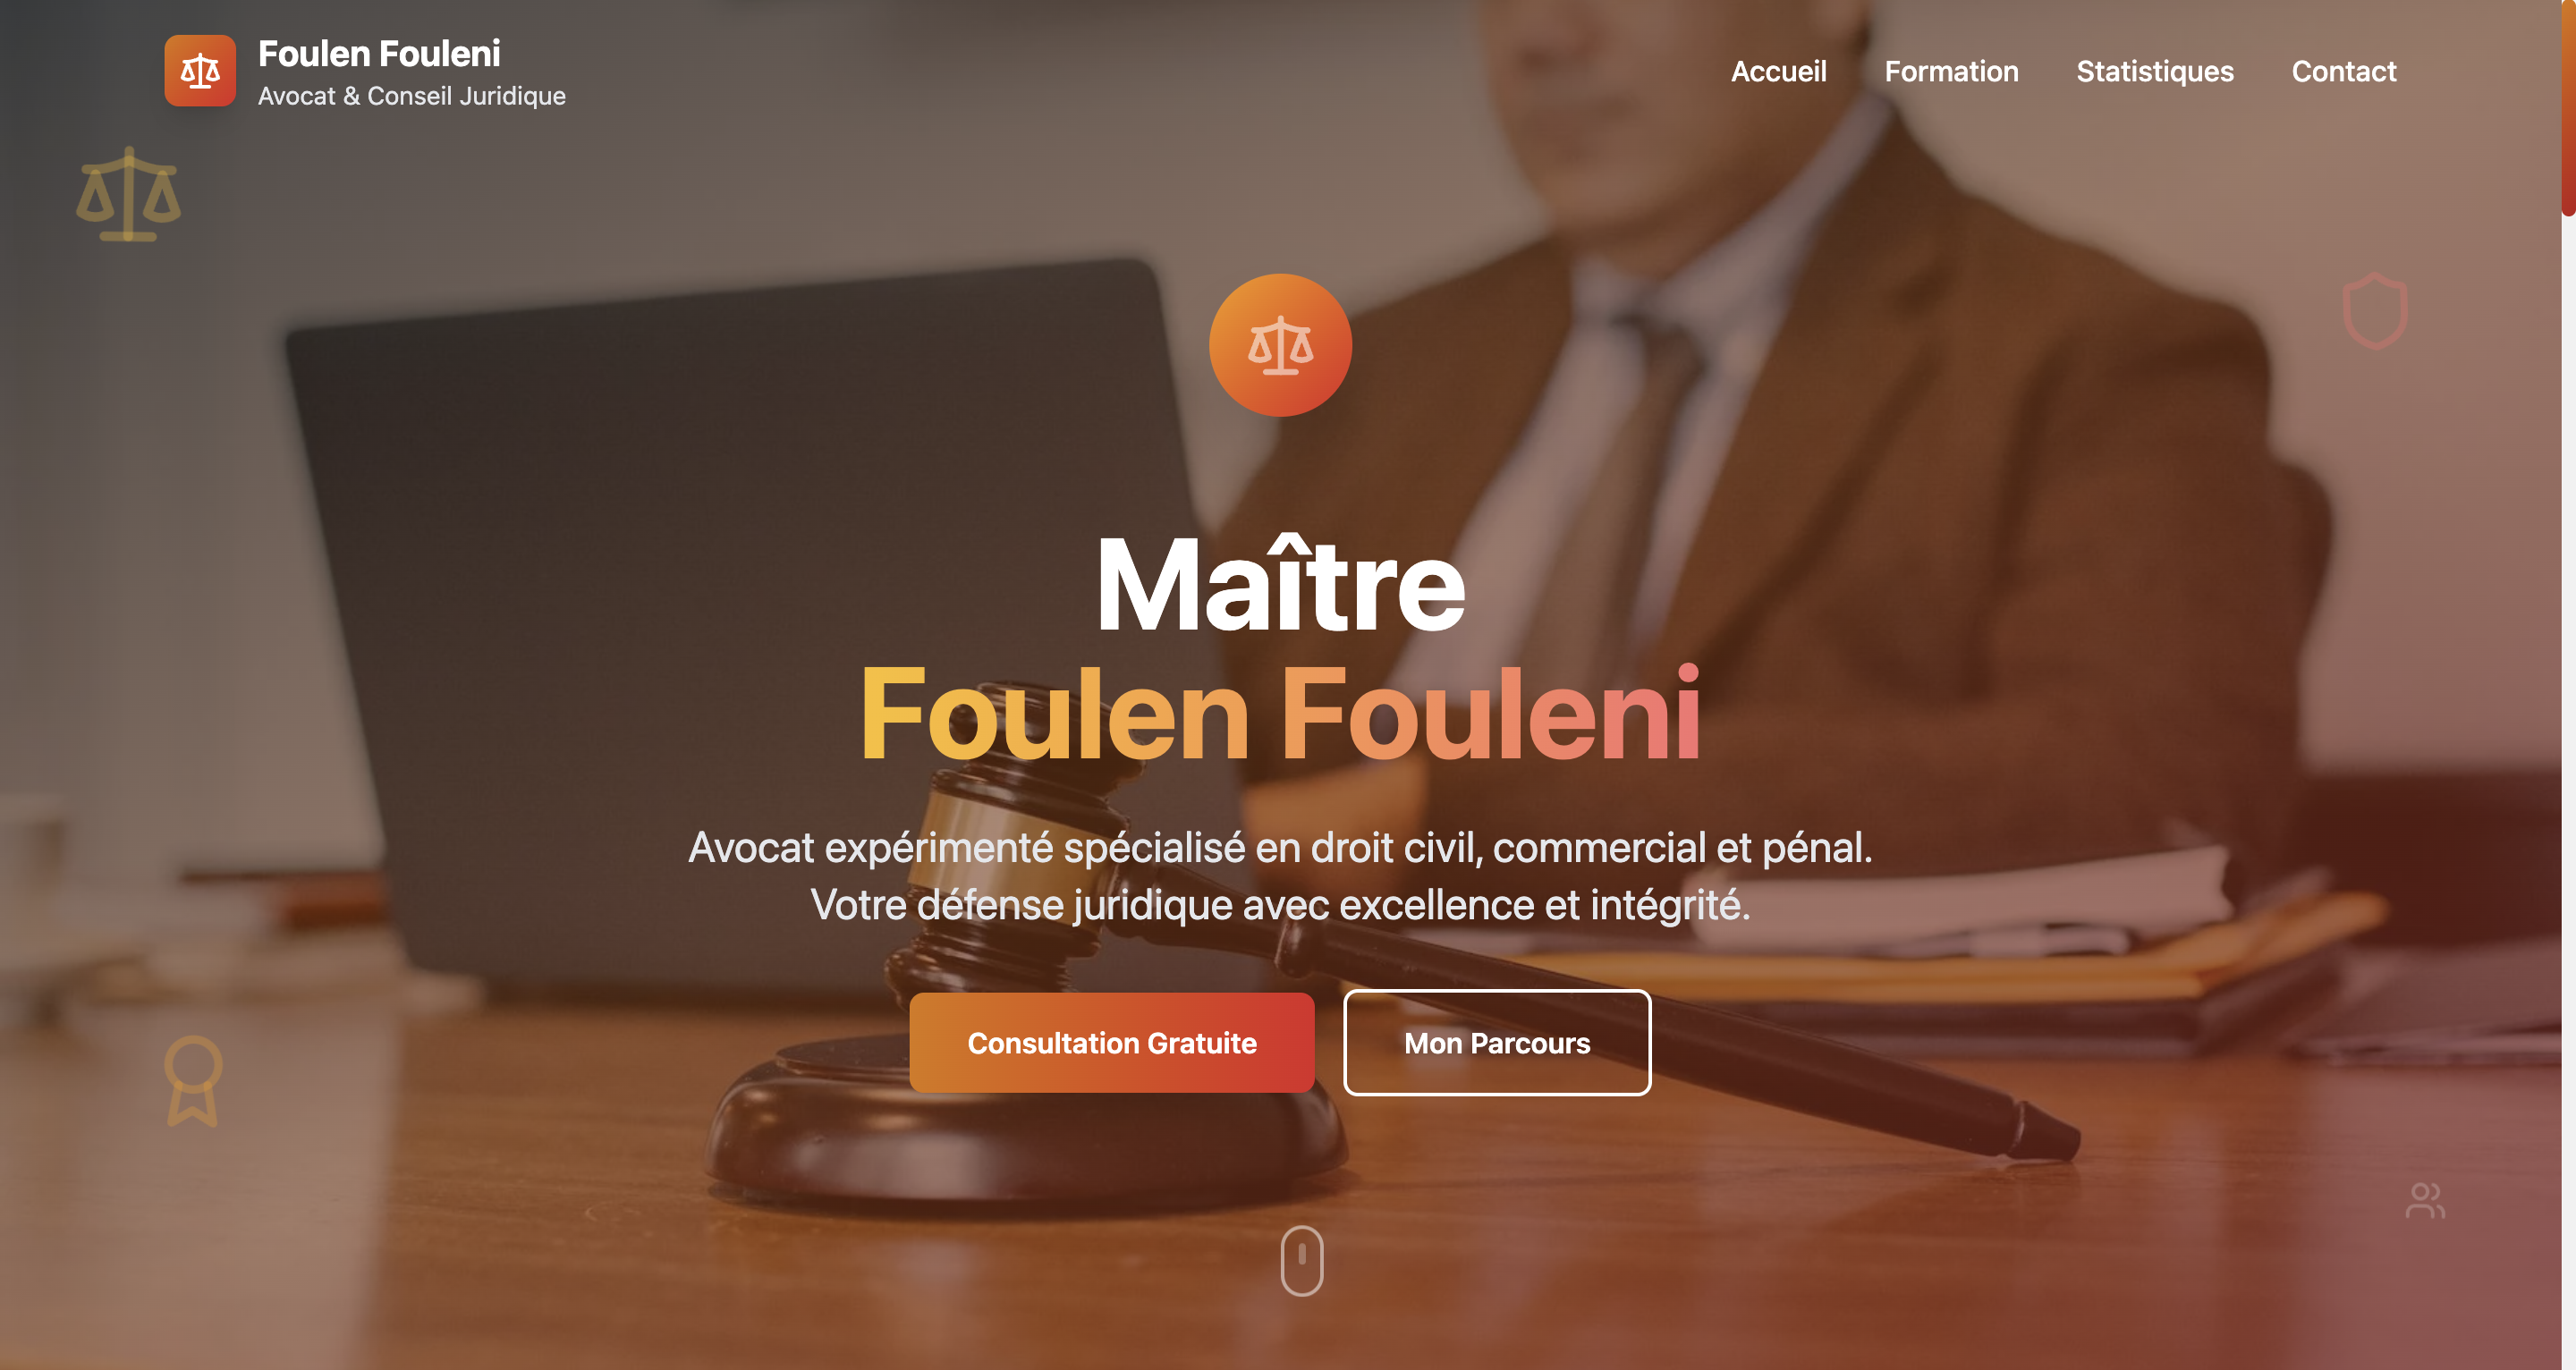 Foulen Fouleni
Avocat & Conseil Juridique
Accueil
Formation
Statistiques
Contact
Maître
Foulen Fouleni
Avocat expérimenté spécialisé en droit civil, commercial et pénal.
Votre défense juridique avec excellence et intégrité.
Consultation Gratuite
Mon Parcours